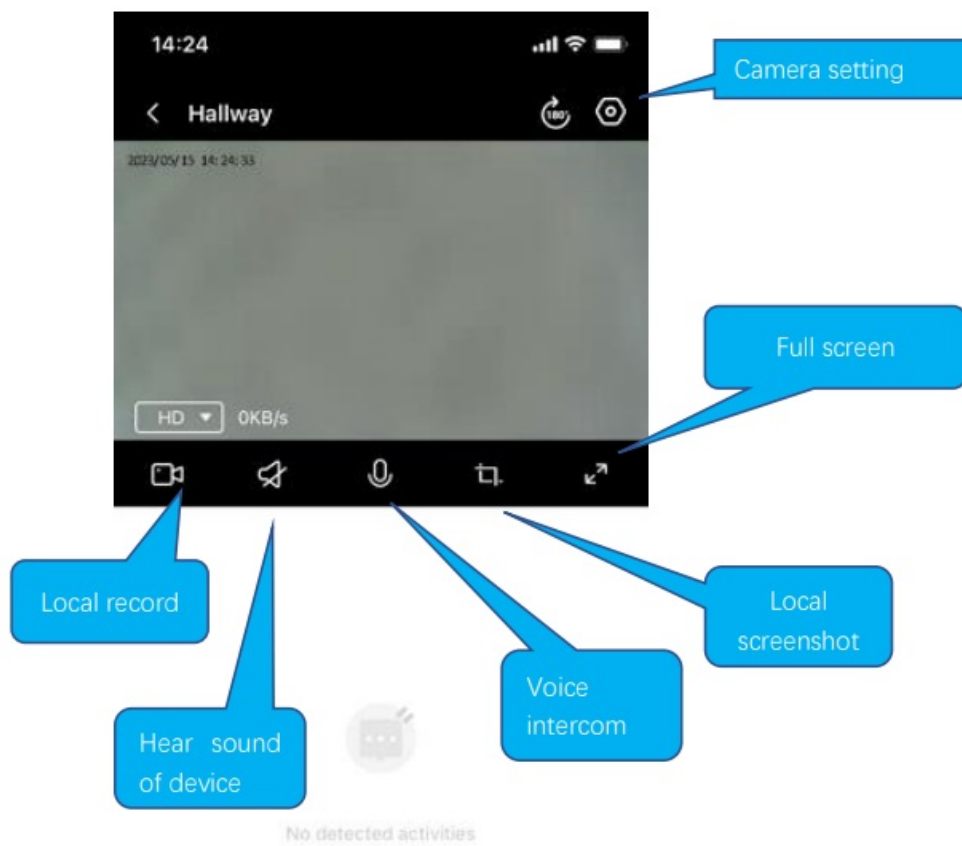 14:24
Camera setting
Hallway
180°
2023/05/15 14:24:33
Full screen
HD
0KB/s
Local record
Local
screenshot
Voice
intercom
Hear sound
of device
No detected activities